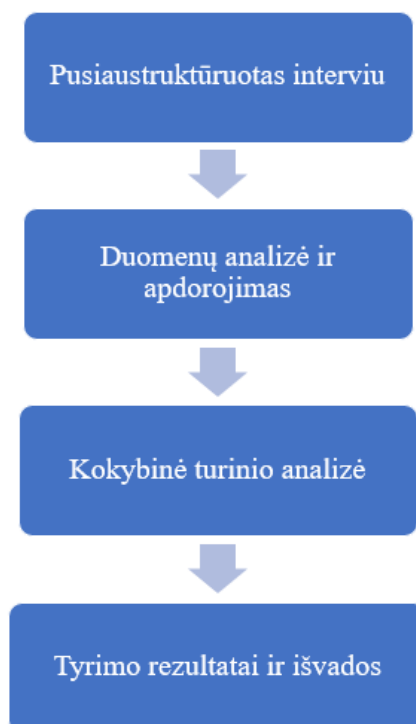 Pusiaustruktūruotas interviu
Duomenų analizė ir
apdorojimas
Kokybinė turinio analizė
Tyrimo rezultatai ir išvados